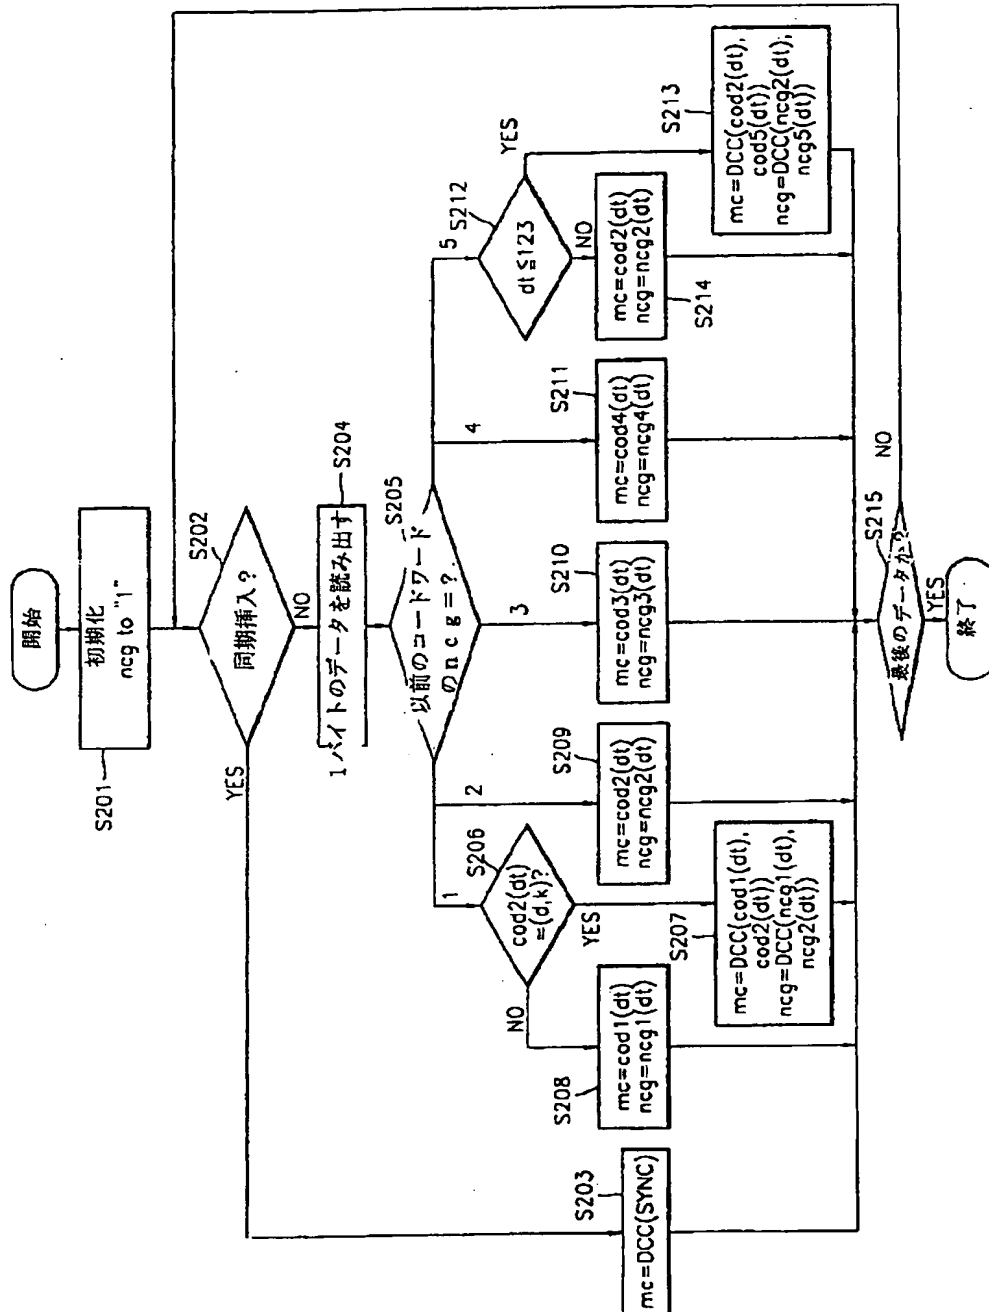 開始
初期化
ncg to "1"
S201
S202
同期挿入？
YES
NO
S204
1バイトのデータを読み出す
S205
以前のコードワード
のncg=？
1
2
3
4
5
S206
cod2(dt)
=(d,k)?
NO
YES
S212
dt≦123
YES
NO
S203
mc=DCC(SYNC)
S208
mc=cod1(dt)
ncg=ncg1(dt)
S207
mc=DCC(cod1(dt),
cod2(dt))
ncg=DCC(ncg1(dt),
ncg2(dt))
S209
mc=cod2(dt)
ncg=ncg2(dt)
S210
mc=cod3(dt)
ncg=ncg3(dt)
S211
mc=cod4(dt)
ncg=ncg4(dt)
S214
mc=cod2(dt)
ncg=ncg2(dt)
S213
mc=DCC(cod2(dt),
cod5(dt))
ncg=DCC(ncg2(dt),
ncg5(dt))
S215
最後のデータか？
NO
YES
終了